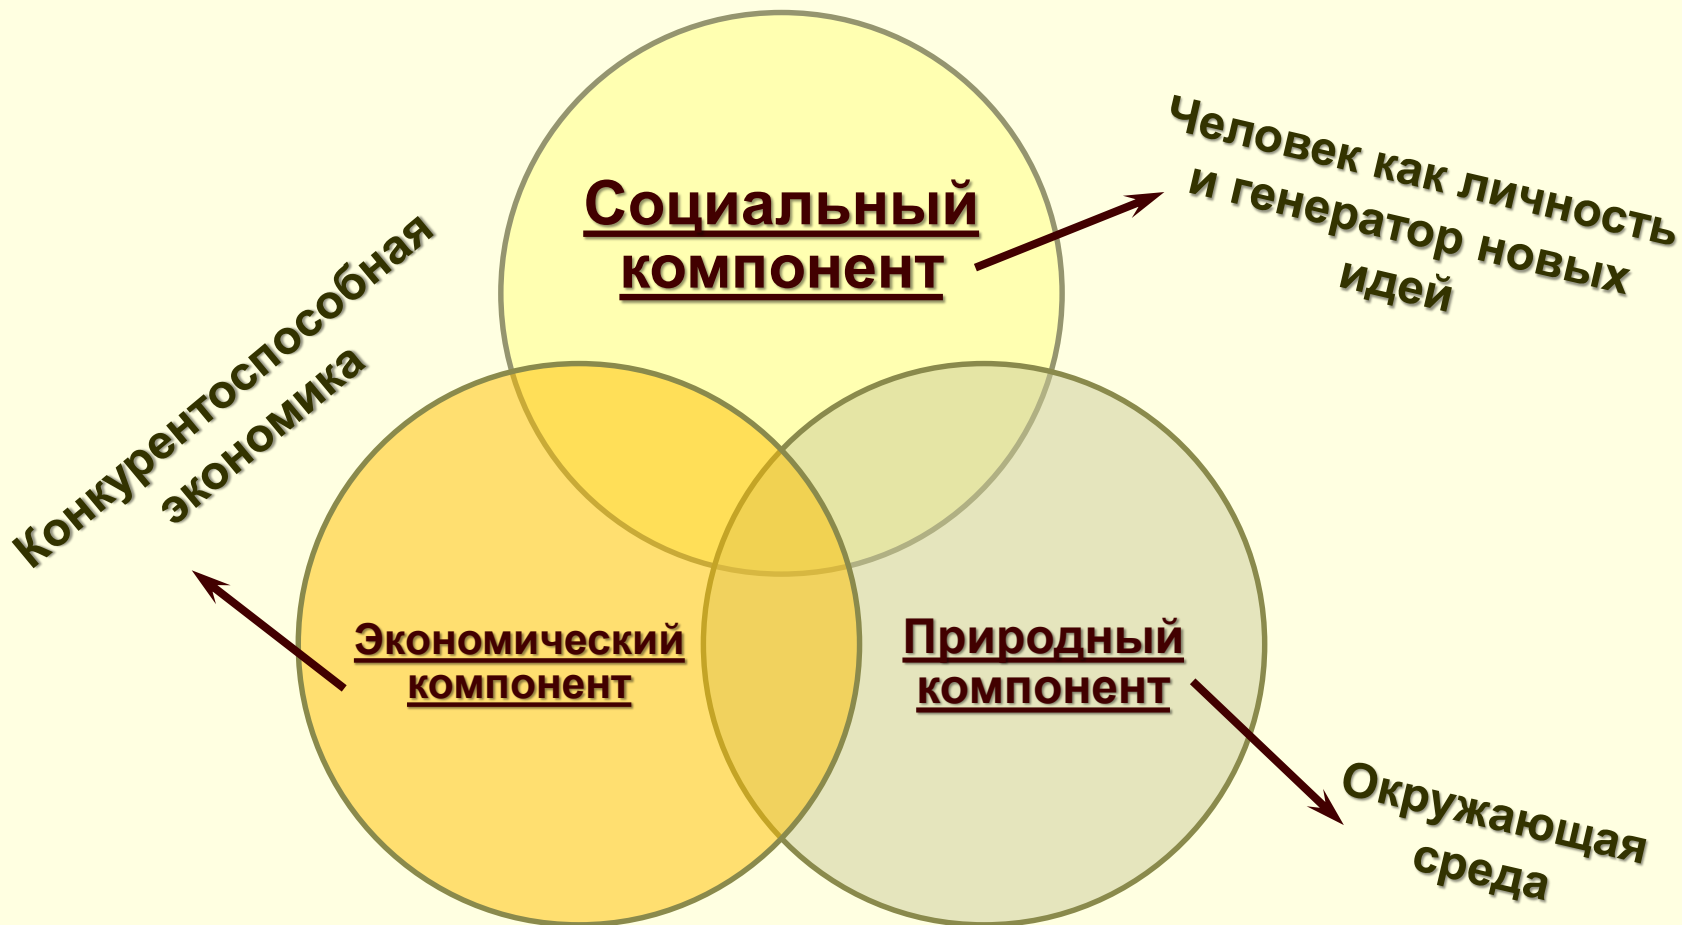 Социальный
компонент
Человек как личность
и генератор новых
идей
Конкурентоспособная
экономика
Экономический
компонент
Природный
компонент
Окружающая
среда